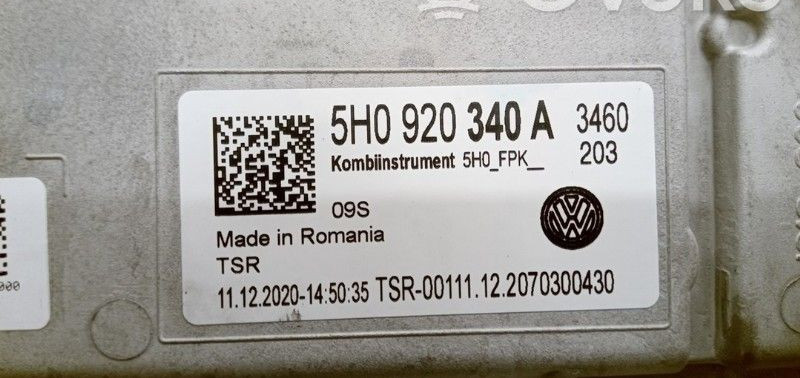 5H0 920 340 A 3460
Kombiinstrument 5H0_FPK__ 203
09S
Made in Romania
TSR
11.12.2020-14:50:35 TSR-00111.12.2070300430
000